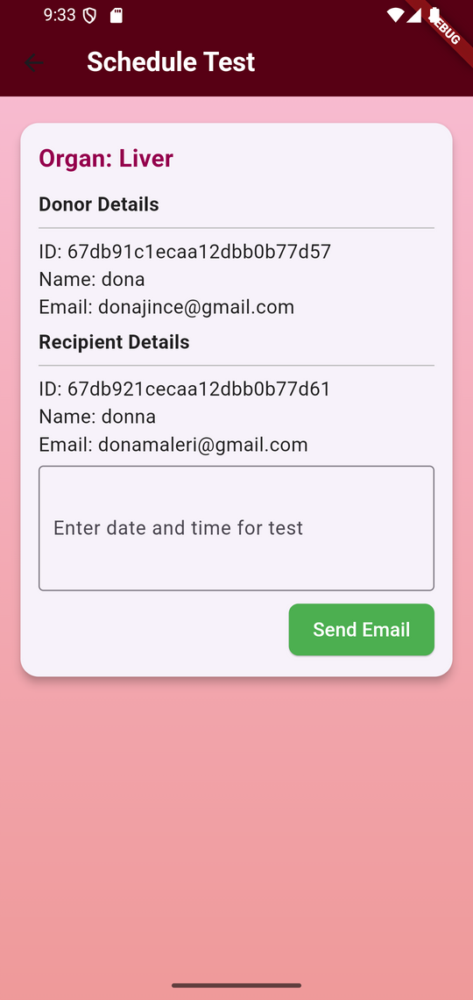 9:33
DEBUG
Schedule Test
Organ: Liver
Donor Details
ID: 67db91c1ecaa12dbb0b77d57
Name: dona
Email: donajince@gmail.com
Recipient Details
ID: 67db921cecaa12dbb0b77d61
Name: donna
Email: donamaleri@gmail.com
Enter date and time for test
Send Email